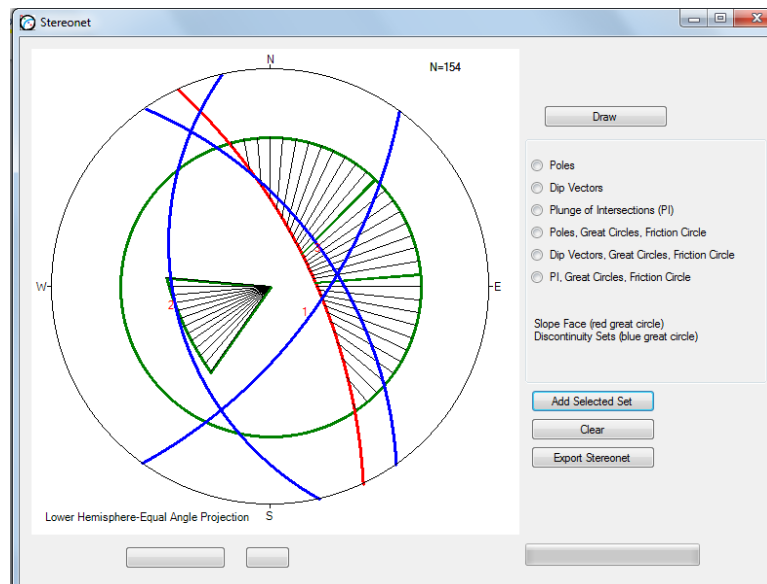 Stereonet
N
N=154
W
E
2
1
S
Lower Hemisphere-Equal Angle Projection
Draw
Poles
Dip Vectors
Plunge of Intersections (PI)
Poles, Great Circles, Friction Circle
Dip Vectors, Great Circles, Friction Circle
PI, Great Circles, Friction Circle
Slope Face (red great circle)
Discontinuity Sets (blue great circle)
Add Selected Set
Clear
Export Stereonet